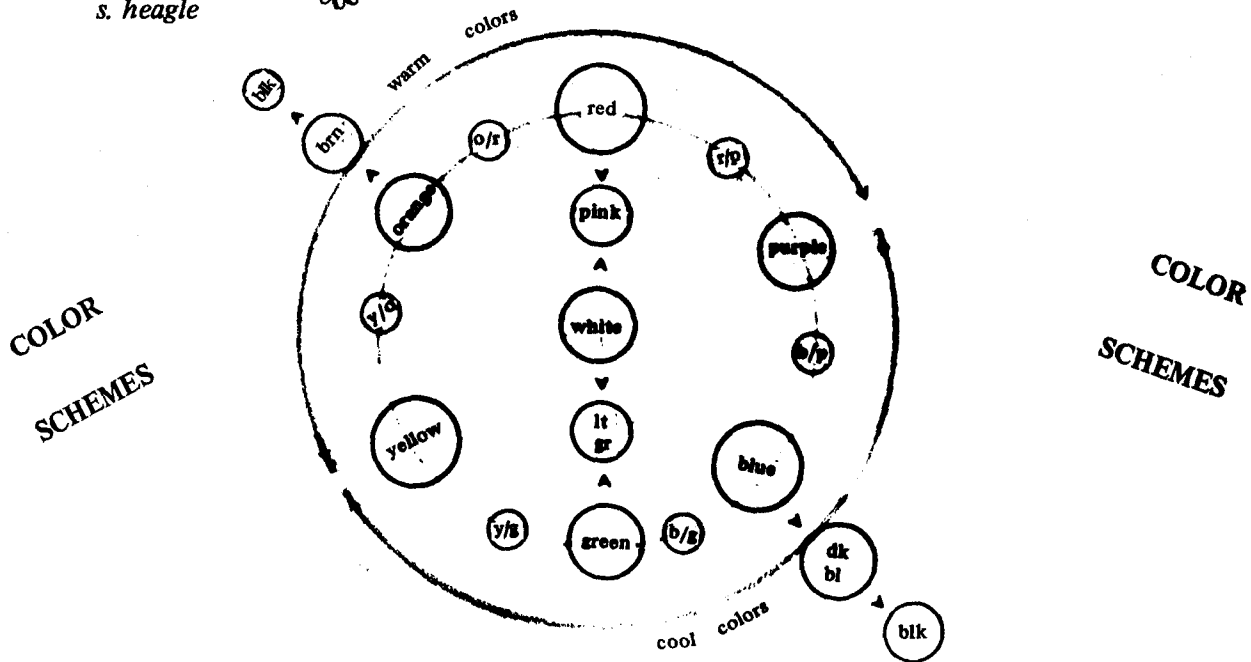 s. heagle
warm colors
blk
brn
orange
o/r
red
r/p
purple
pink
y/o
white
b/p
COLOR
SCHEMES
COLOR
SCHEMES
yellow
lt
gr
blue
y/g
green
b/g
dk
bl
blk
cool colors